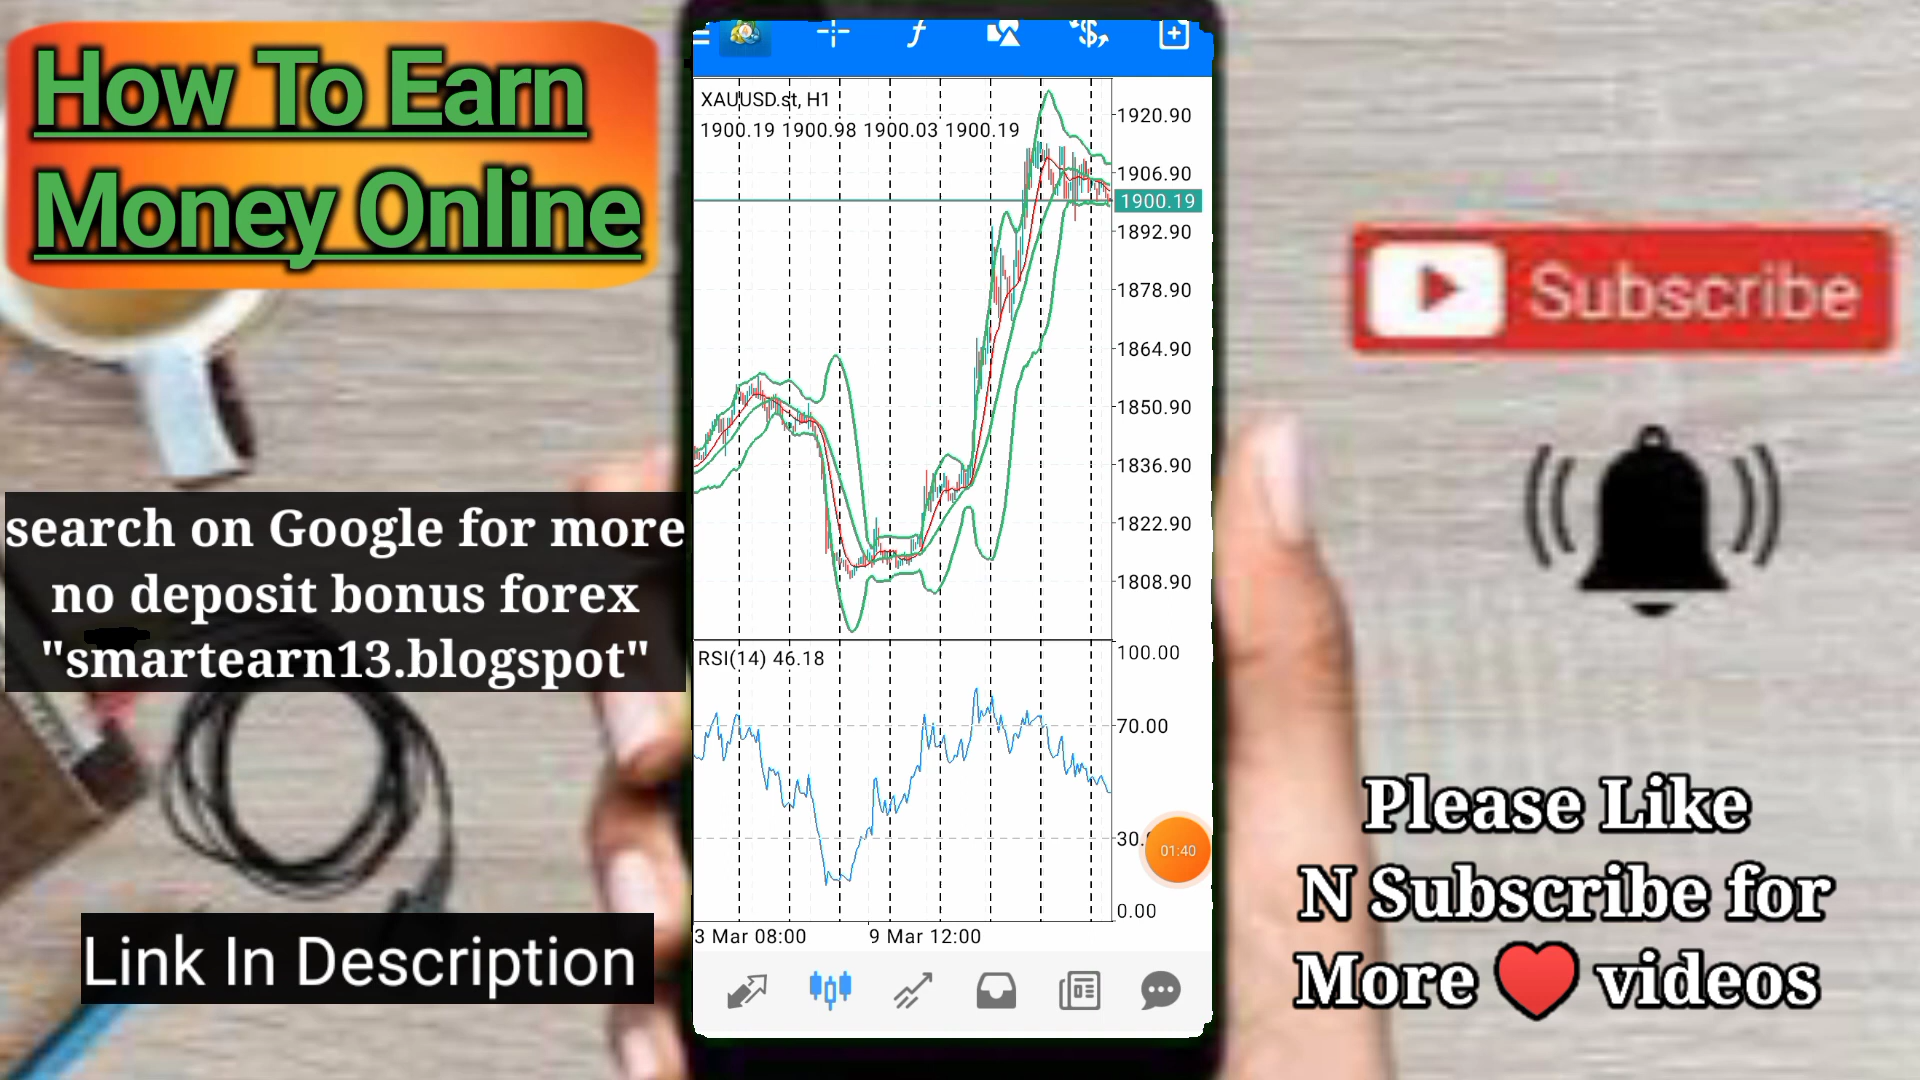 How To Earn
Money Online
search on Google for more
no deposit bonus forex
"smartearn13.blogspot"
Link In Description
XAUUSD.st, H1
1900.19 1900.98 1900.03 1900.19
1920.90
1906.90
1900.19
1892.90
1878.90
1864.90
1850.90
1836.90
1822.90
1808.90
RSI(14) 46.18
100.00
70.00
30.
01:40
0.00
3 Mar 08:00
9 Mar 12:00
Subscribe
Please Like
N Subscribe for
More ❤️ videos